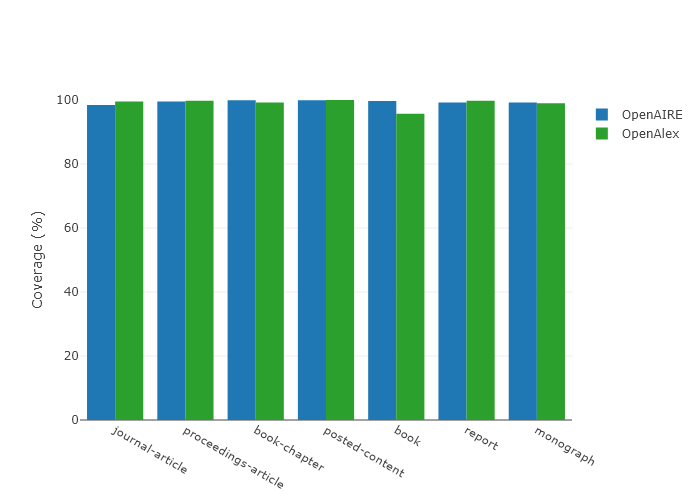 100
80
60
40
20
0
Coverage (%)
journal-article
proceedings-article
book-chapter
posted-content
book
report
monograph
OpenAIRE
OpenAlex